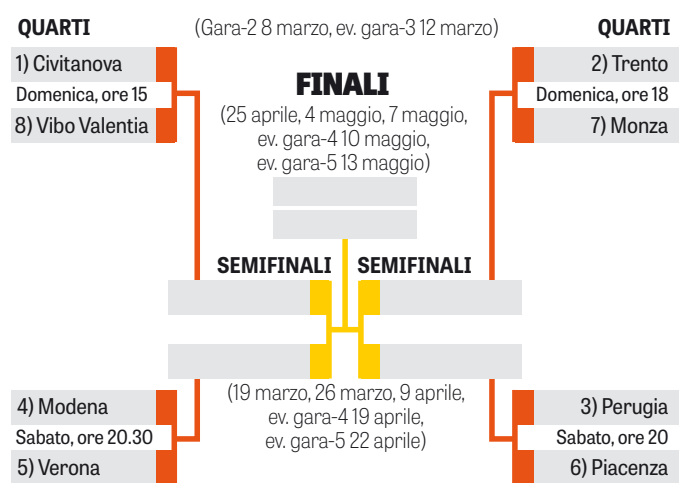 QUARTI
(Gara-2 8 marzo, ev. gara-3 12 marzo)
QUARTI
1) Civitanova
Domenica, ore 15
8) Vibo Valentia
2) Trento
Domenica, ore 18
7) Monza
FINALI
(25 aprile, 4 maggio, 7 maggio,
ev. gara-4 10 maggio,
ev. gara-5 13 maggio)
SEMIFINALI
SEMIFINALI
(19 marzo, 26 marzo, 9 aprile,
ev. gara-4 19 aprile,
ev. gara-5 22 aprile)
4) Modena
Sabato, ore 20.30
5) Verona
3) Perugia
Sabato, ore 20
6) Piacenza